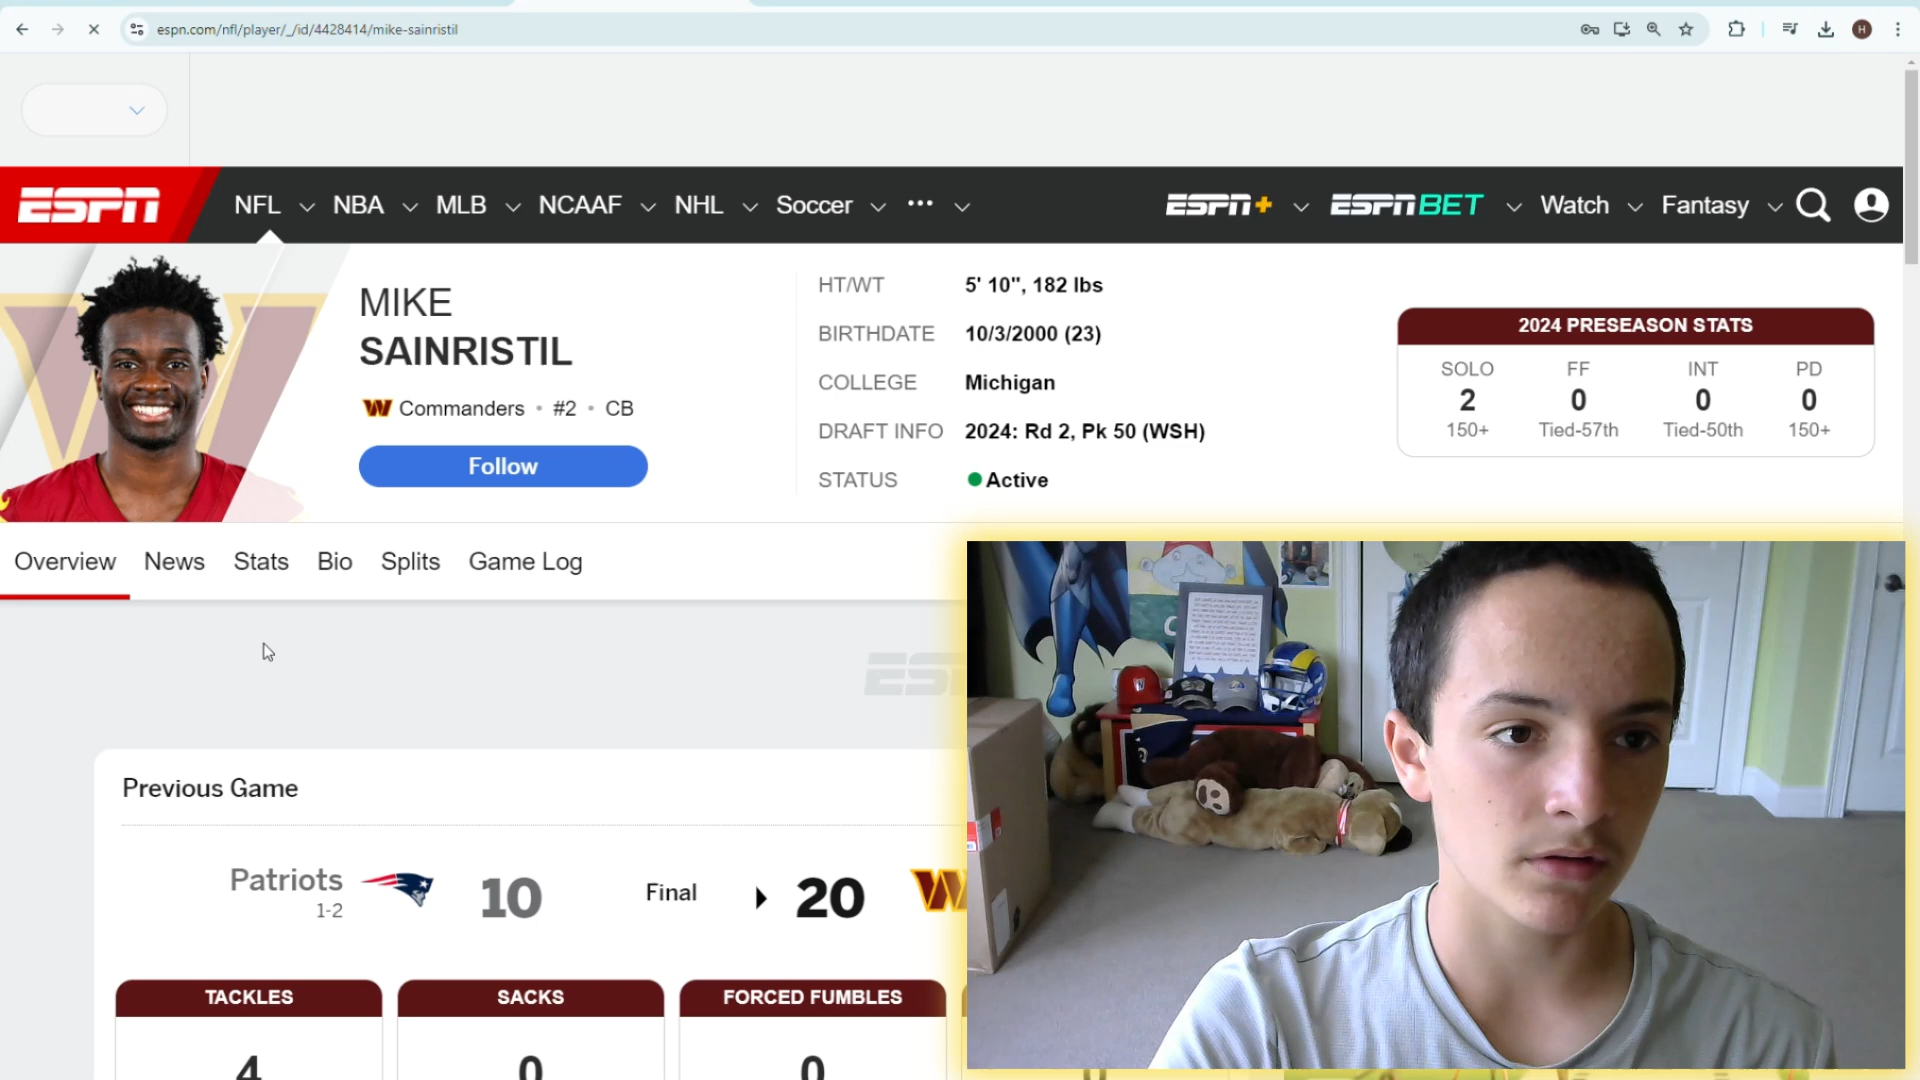 espn.com/nfl/player/_/id/4428414/mike-sainristil
H
ESPN
NFL NBA MLB NCAAF NHL Soccer ••• ESPN+ ESPN BET Watch Fantasy
MIKE
SAINRISTIL
W Commanders • #2 • CB
Follow
HT/WT 5' 10", 182 lbs
BIRTHDATE 10/3/2000 (23)
COLLEGE Michigan
DRAFT INFO 2024: Rd 2, Pk 50 (WSH)
STATUS Active
2024 PRESEASON STATS
SOLO FF INT PD
2 0 0 0
150+ Tied-57th Tied-50th 150+
Overview News Stats Bio Splits Game Log
Previous Game
Patriots 10 Final 20 W
1-2
TACKLES SACKS FORCED FUMBLES
4 0 0